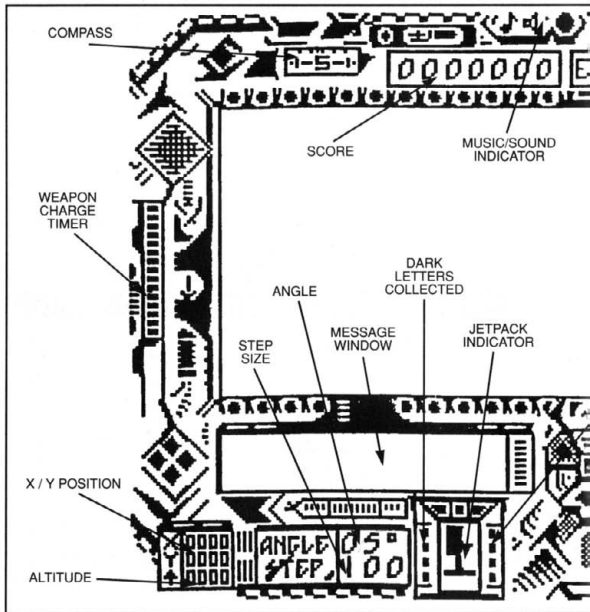 COMPASS
-S-
0000000
SCORE
MUSIC/SOUND
INDICATOR
WEAPON
CHARGE
TIMER
DARK
LETTERS
COLLECTED
ANGLE
STEP
SIZE
MESSAGE
WINDOW
JETPACK
INDICATOR
X / Y POSITION
ALTITUDE
ANGLE 05°
STEP 100